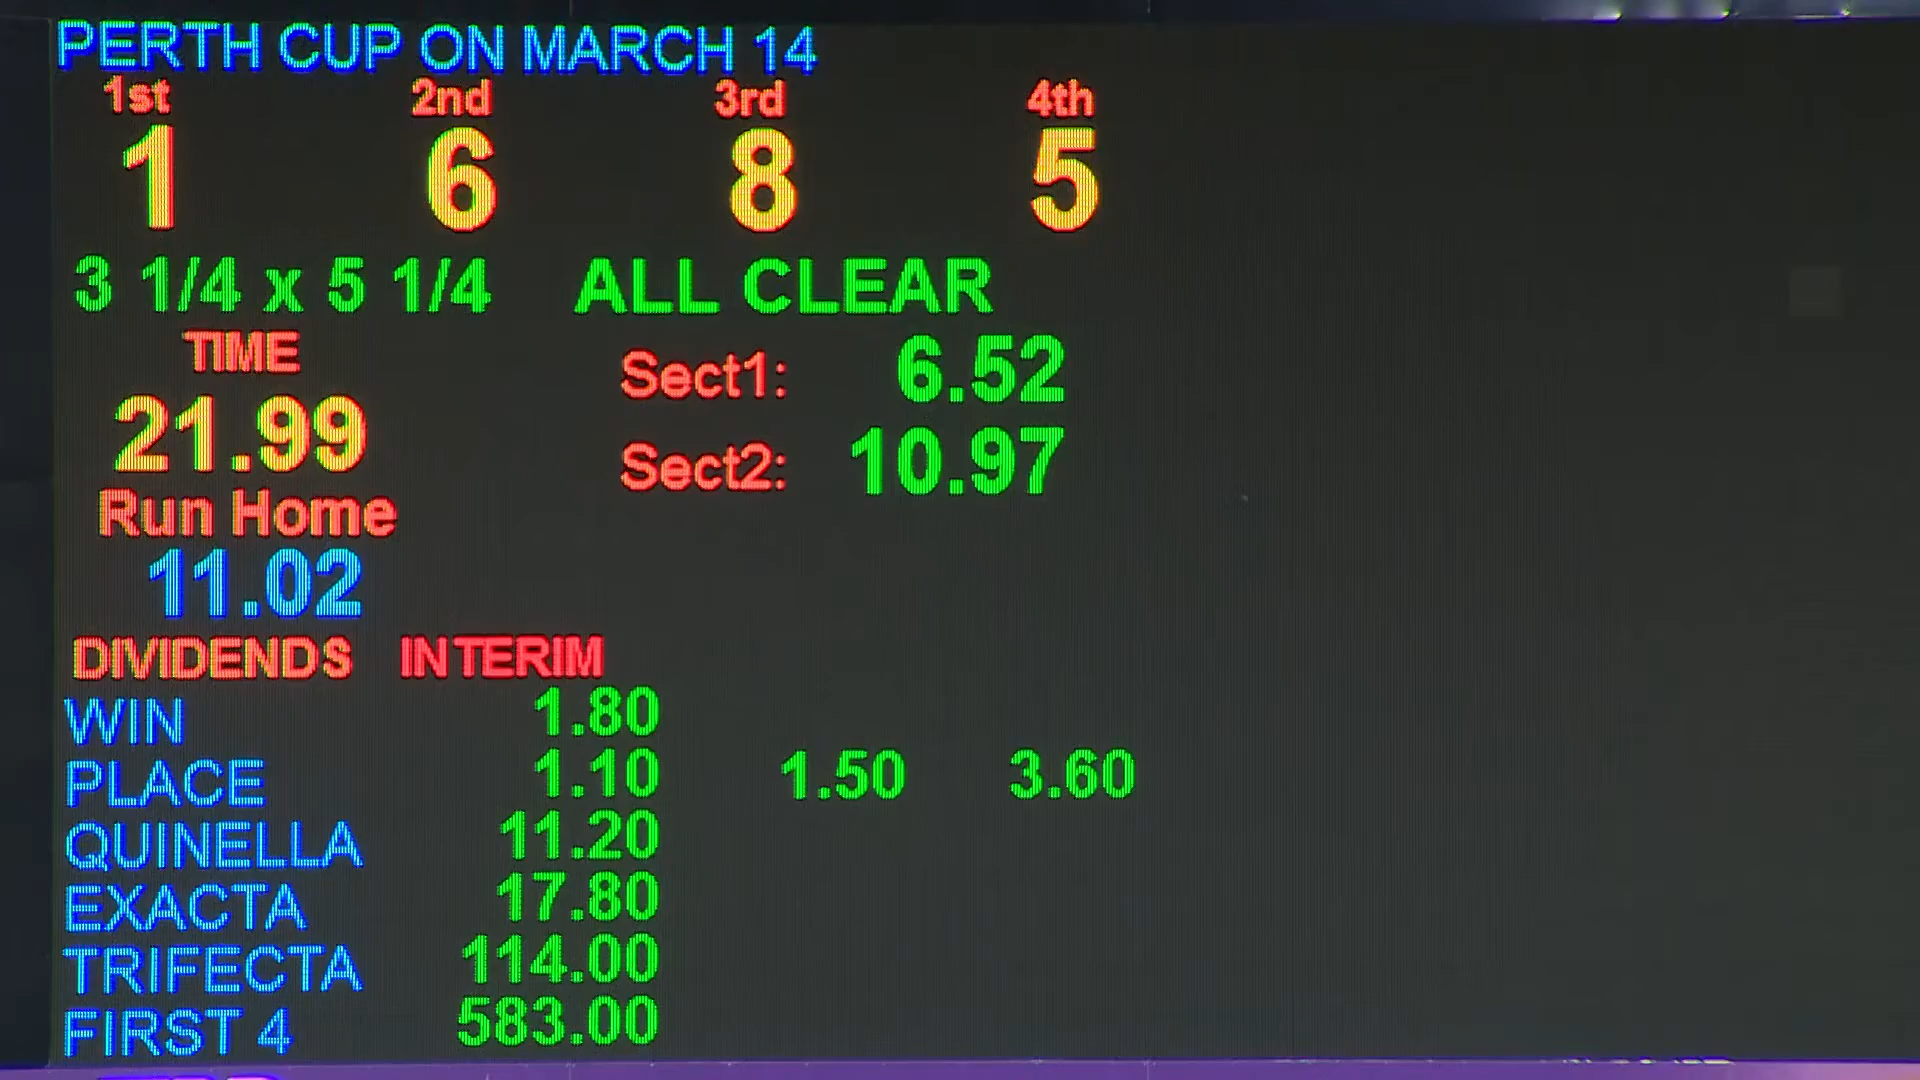 PERTH CUP ON MARCH 14
1st 2nd 3rd 4th
1 6 8 5
3 1/4 x 5 1/4 ALL CLEAR
TIME
Sect1: 6.52
21.99
Sect2: 10.97
Run Home
11.02
DIVIDENDS INTERIM
WIN 1.80
PLACE 1.10 1.50 3.60
QUINELLA 11.20
EXACTA 17.80
TRIFECTA 114.00
FIRST 4 583.00